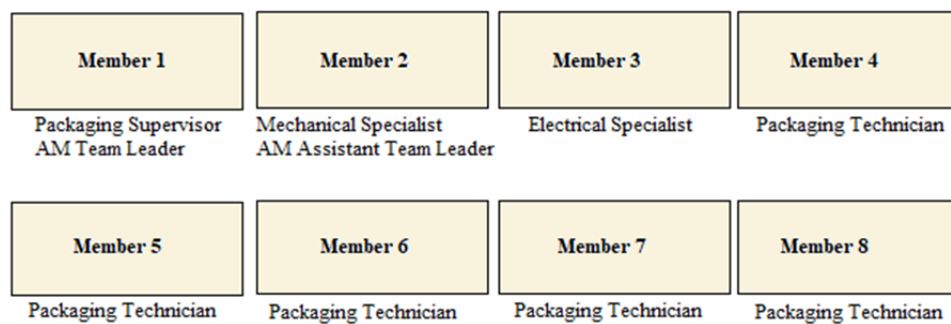 Member 1
Member 2
Member 3
Member 4
Packaging Supervisor
AM Team Leader
Mechanical Specialist
AM Assistant Team Leader
Electrical Specialist
Packaging Technician
Member 5
Member 6
Member 7
Member 8
Packaging Technician
Packaging Technician
Packaging Technician
Packaging Technician